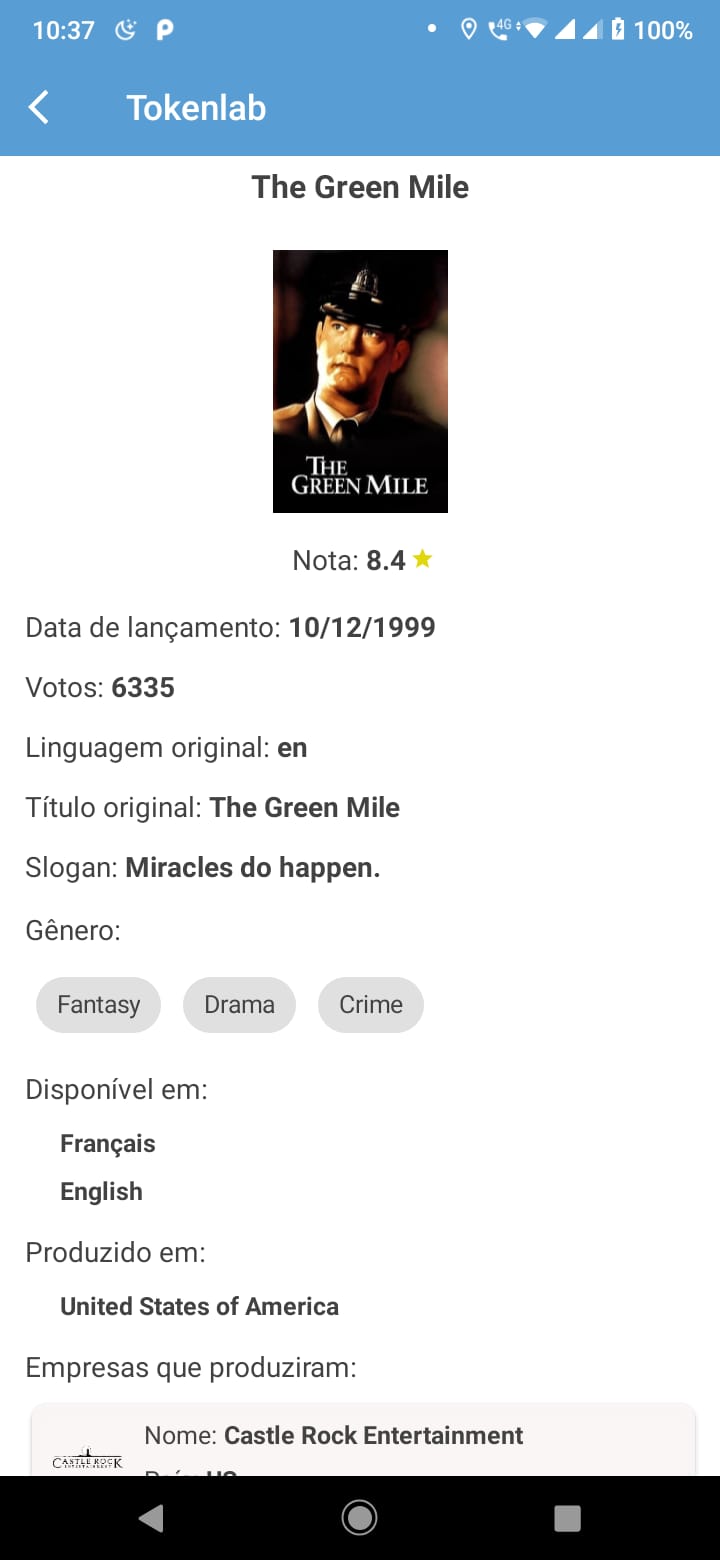 10:37
4G
100%
Tokenlab
The Green Mile
THE
GREEN MILE
Nota: 8.4
Data de lançamento: 10/12/1999
Votos: 6335
Linguagem original: en
Título original: The Green Mile
Slogan: Miracles do happen.
Gênero:
Fantasy Drama Crime
Disponível em:
Français
English
Produzido em:
United States of America
Empresas que produziram:
Nome: Castle Rock Entertainment
CASTLE ROCK